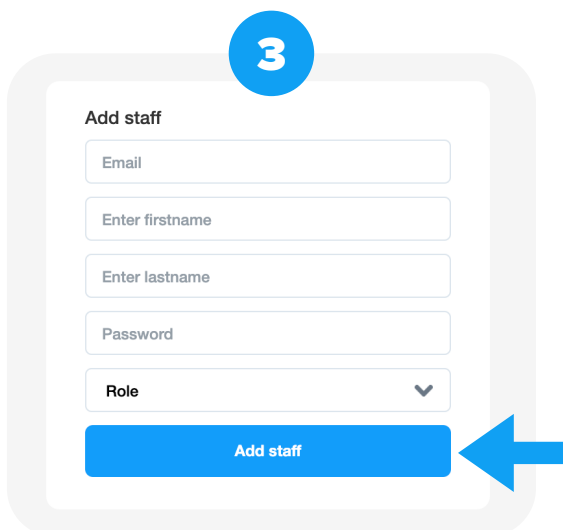 3
Add staff
Email
Enter firstname
Enter lastname
Password
Role
Add staff